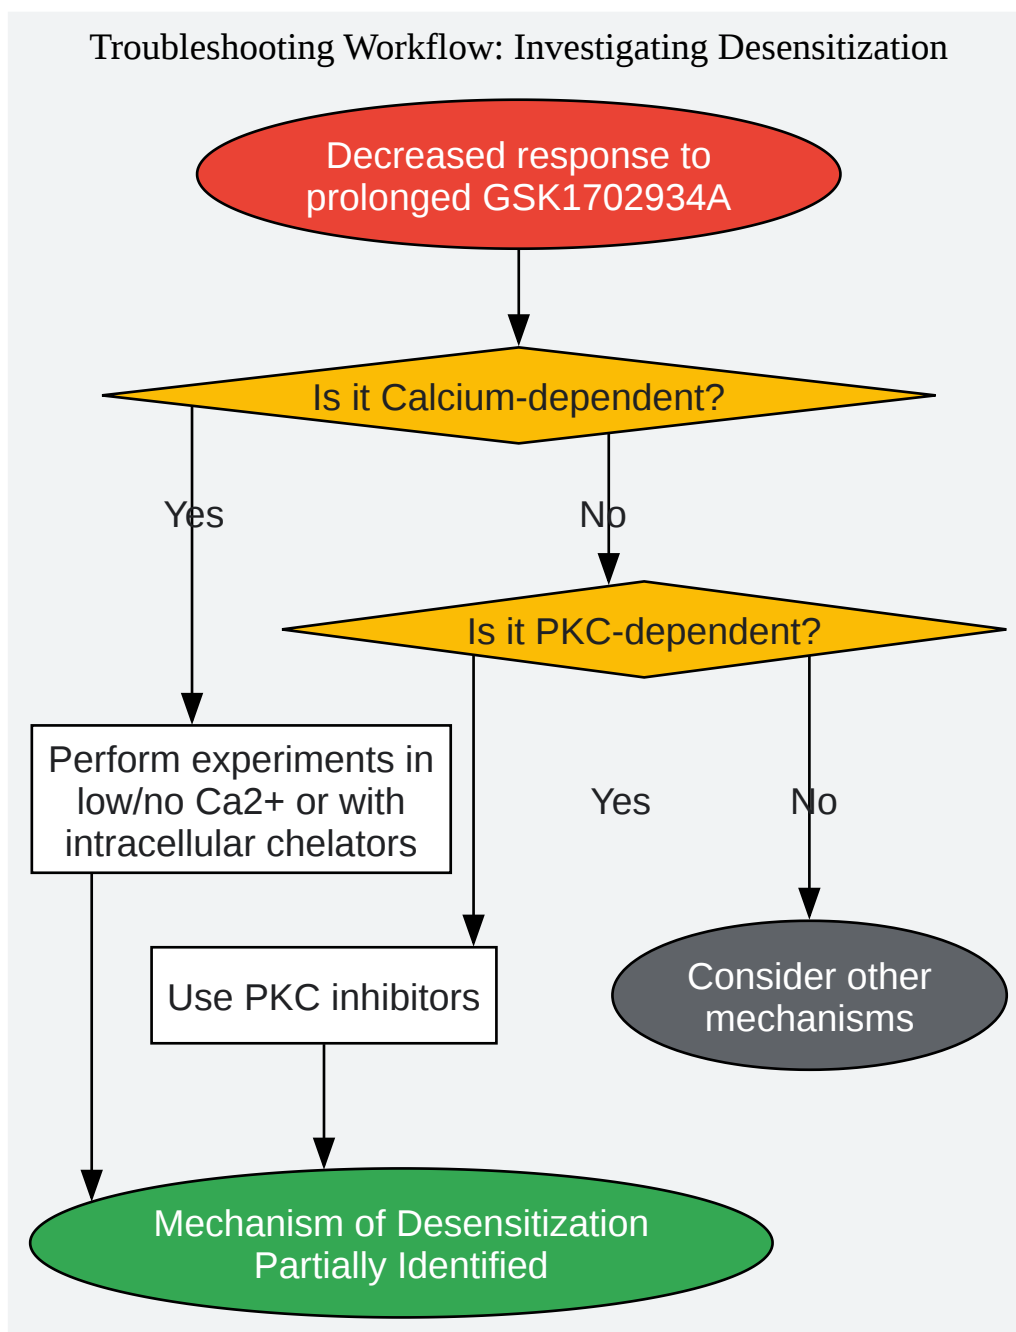 Troubleshooting Workflow: Investigating Desensitization
Decreased response to
prolonged GSK1702934A
Is it Calcium-dependent?
Yes
No
Is it PKC-dependent?
Perform experiments in
low/no Ca2+ or with
intracellular chelators
Yes
No
Use PKC inhibitors
Consider other
mechanisms
Mechanism of Desensitization
Partially Identified